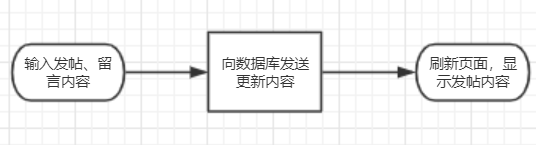 输入发帖、留
言内容
向数据库发送
更新内容
刷新页面，显
示发帖内容